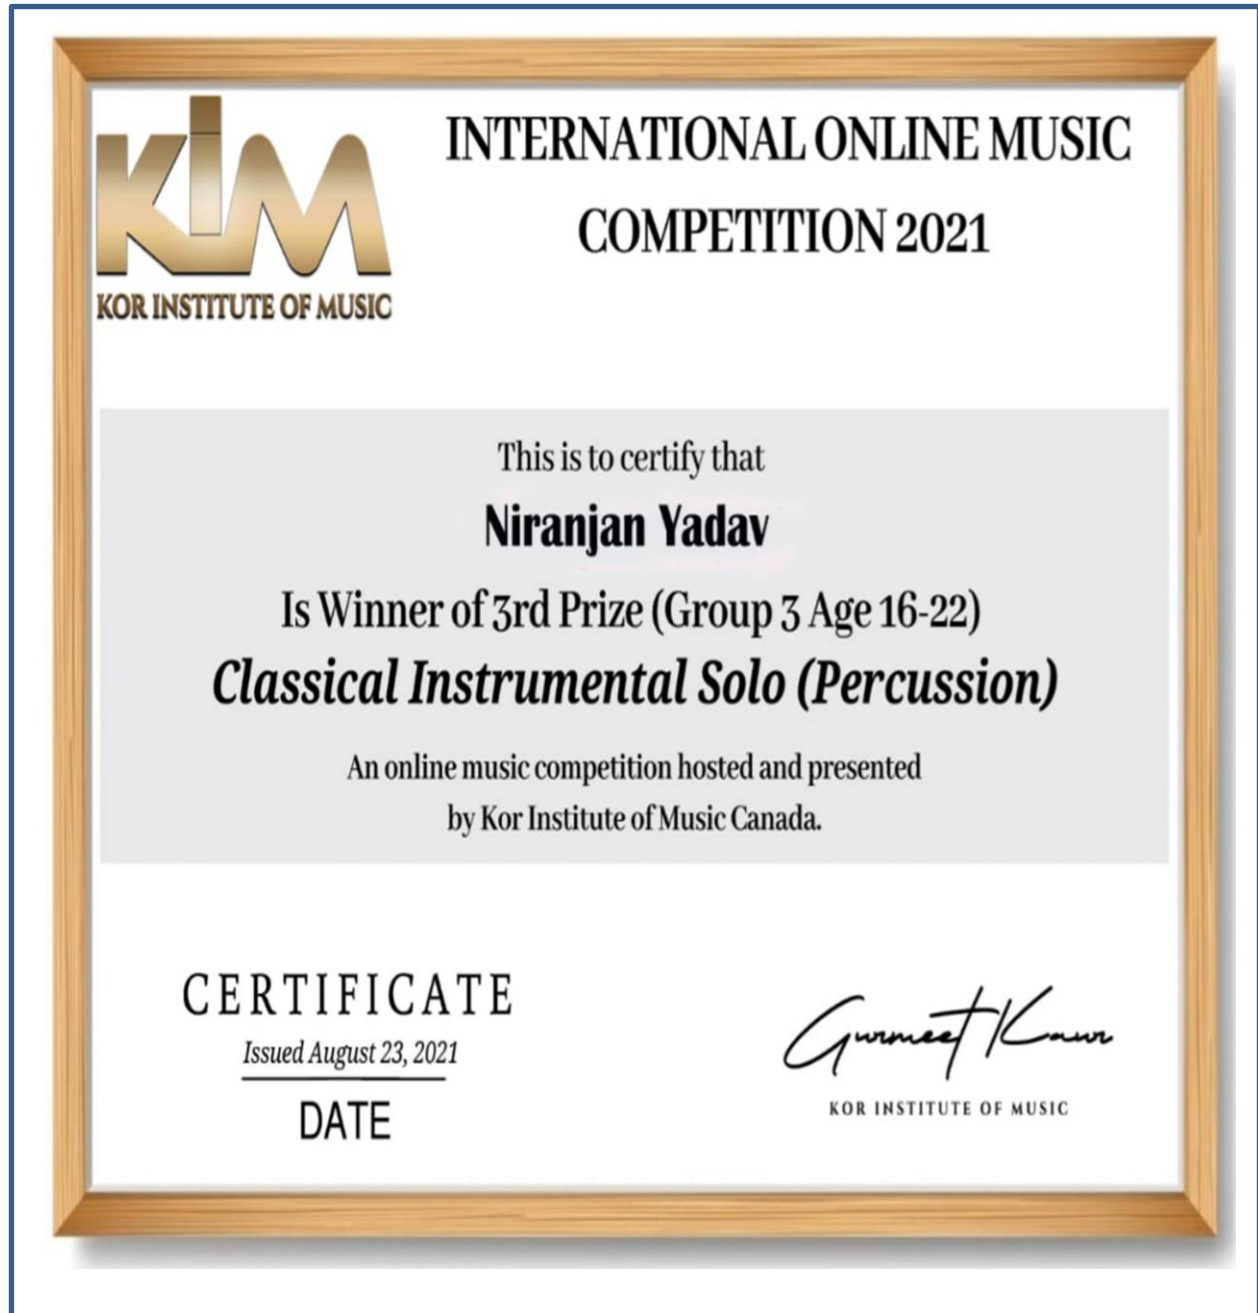 KIM
KOR INSTITUTE OF MUSIC
INTERNATIONAL ONLINE MUSIC
COMPETITION 2021
This is to certify that
Niranjan Yadav
Is Winner of 3rd Prize (Group 3 Age 16-22)
Classical Instrumental Solo (Percussion)
An online music competition hosted and presented
by Kor Institute of Music Canada.
CERTIFICATE
Issued August 23, 2021
DATE
Gurmeet Kaur
KOR INSTITUTE OF MUSIC